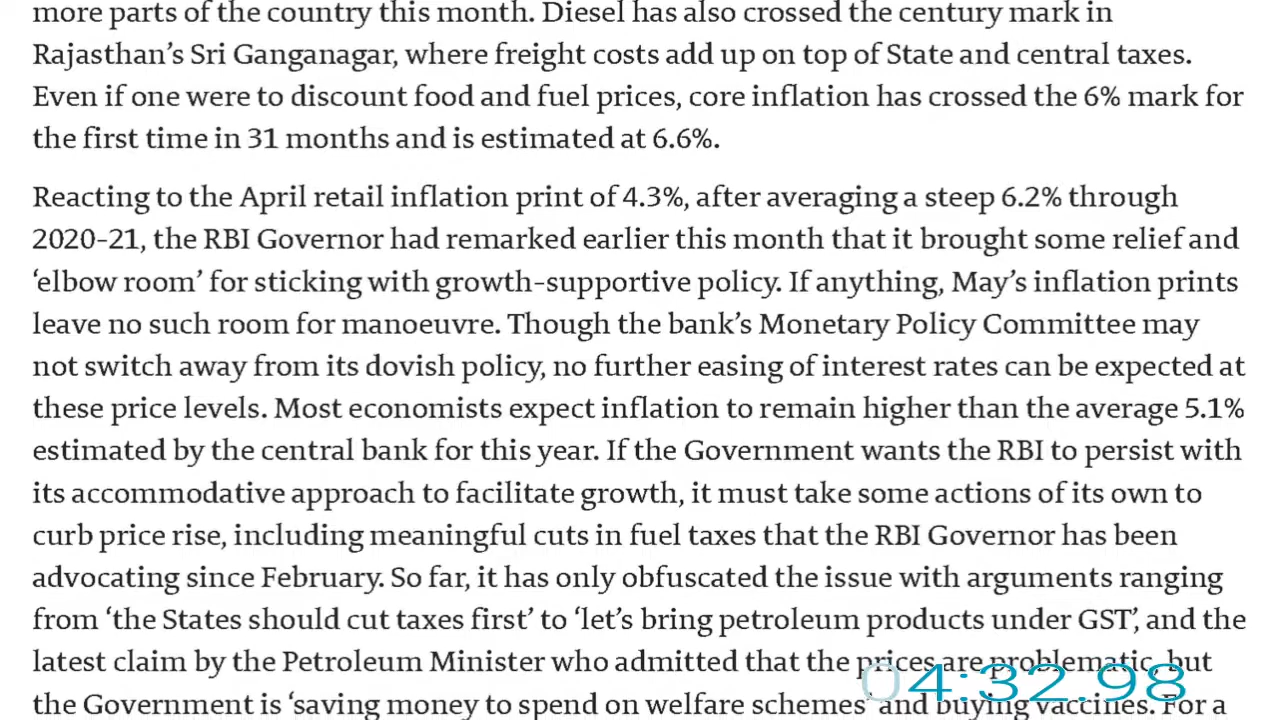 more parts of the country this month. Diesel has also crossed the century mark in
Rajasthan’s Sri Ganganagar, where freight costs add up on top of State and central taxes.
Even if one were to discount food and fuel prices, core inflation has crossed the 6% mark for
the first time in 31 months and is estimated at 6.6%.
Reacting to the April retail inflation print of 4.3%, after averaging a steep 6.2% through
2020-21, the RBI Governor had remarked earlier this month that it brought some relief and
‘elbow room’ for sticking with growth-supportive policy. If anything, May’s inflation prints
leave no such room for manoeuvre. Though the bank’s Monetary Policy Committee may
not switch away from its dovish policy, no further easing of interest rates can be expected at
these price levels. Most economists expect inflation to remain higher than the average 5.1%
estimated by the central bank for this year. If the Government wants the RBI to persist with
its accommodative approach to facilitate growth, it must take some actions of its own to
curb price rise, including meaningful cuts in fuel taxes that the RBI Governor has been
advocating since February. So far, it has only obfuscated the issue with arguments ranging
from ‘the States should cut taxes first’ to ‘let’s bring petroleum products under GST’, and the
latest claim by the Petroleum Minister who admitted that the prices are problematic, but
the Government is ‘saving money to spend on welfare schemes’ and buying vaccines. For a
04:32.98